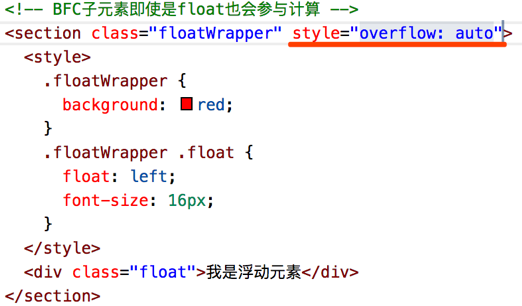 <!-- BFC子元素即使是float也会参与计算 -->
<section class="floatWrapper" style="overflow: auto">
<style>
.floatWrapper {
background: red;
}
.floatWrapper .float {
float: left;
font-size: 16px;
}
</style>
<div class="float">我是浮动元素</div>
</section>